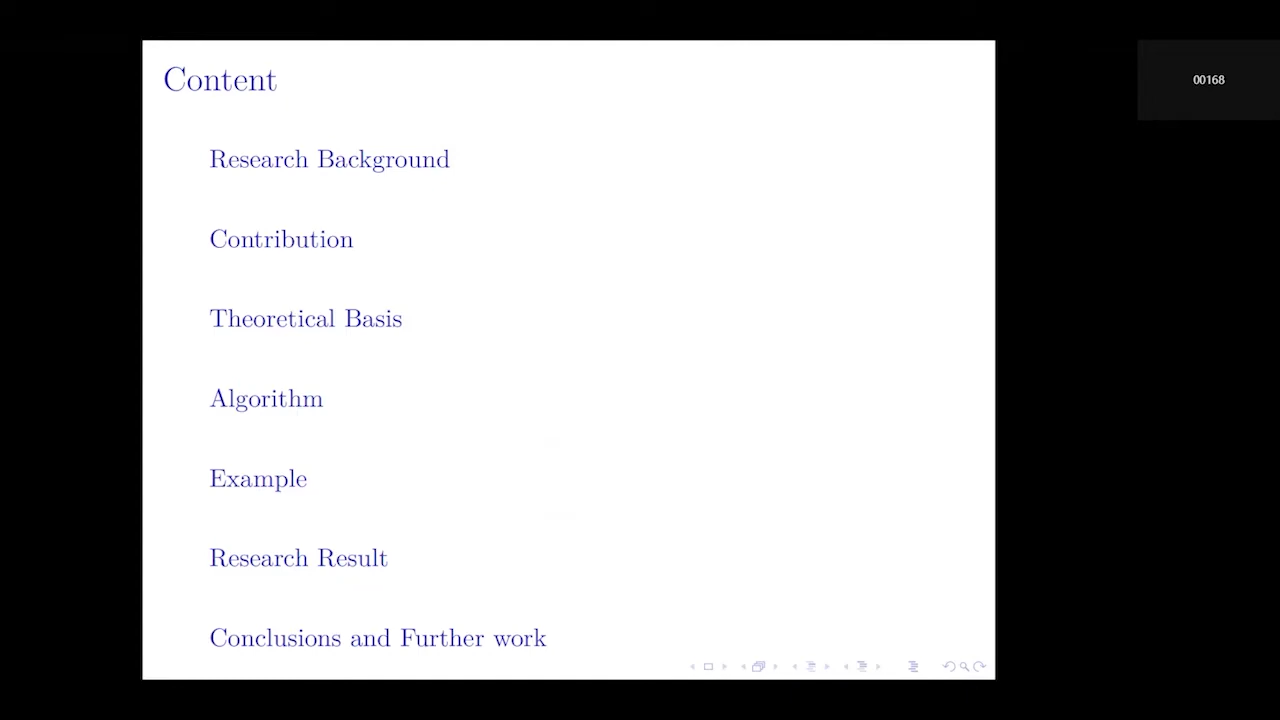 Content
00168
Research Background
Contribution
Theoretical Basis
Algorithm
Example
Research Result
Conclusions and Further work